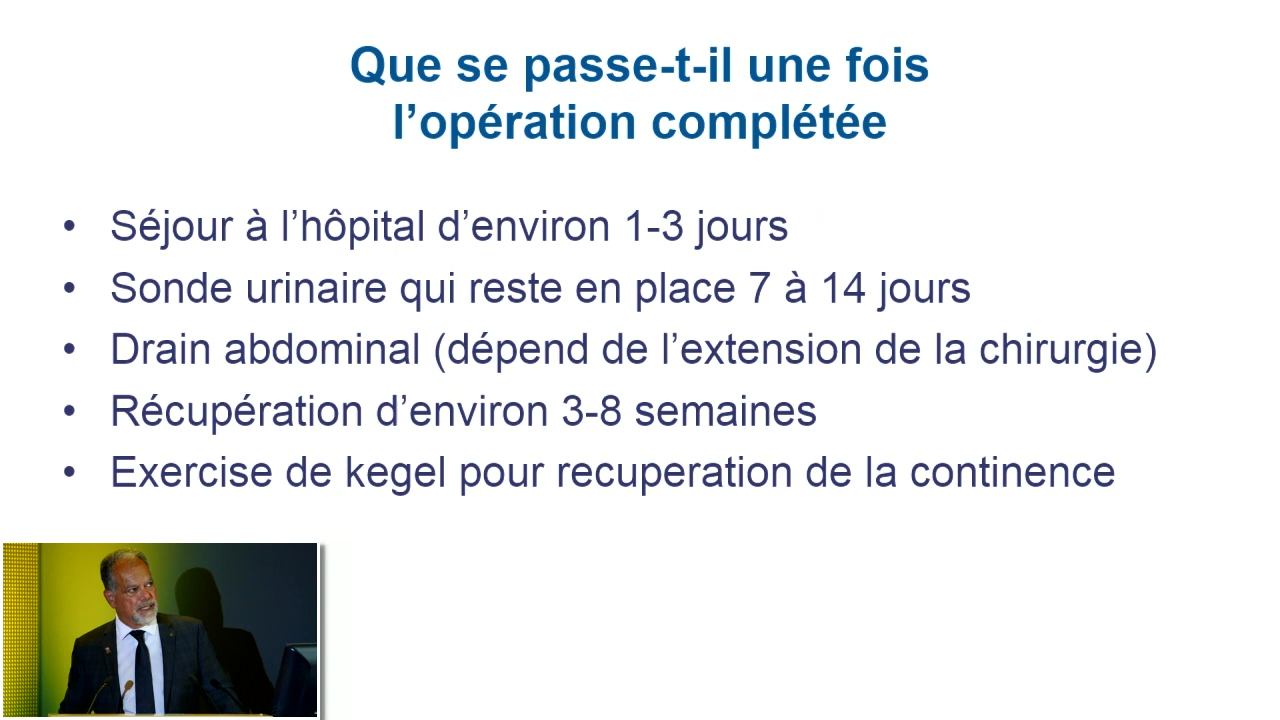 Que se passe-t-il une fois
l’opération complétée
• Séjour à l’hôpital d’environ 1-3 jours
• Sonde urinaire qui reste en place 7 à 14 jours
• Drain abdominal (dépend de l’extension de la chirurgie)
• Récupération d’environ 3-8 semaines
• Exercise de kegel pour recuperation de la continence